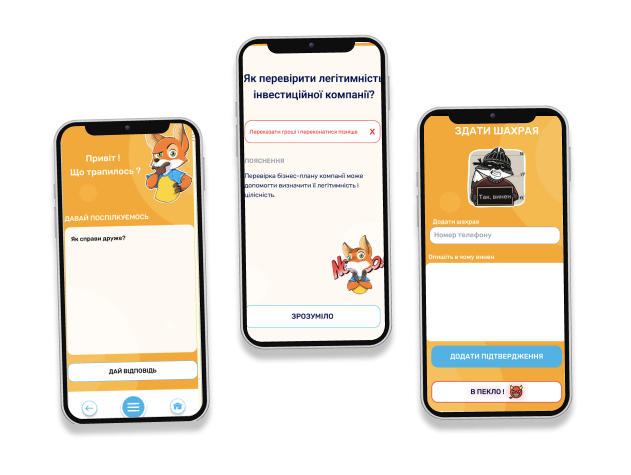 Привіт !
Що трапилось ?
ДАВАЙ ПОСПІЛКУЄМОСЬ
Як справи друже?
ДАЙ ВІДПОВІДЬ
Як перевірити легітимність
інвестиційної компанії?
Переказати гроші і переконатися пізніше X
ПОЯСНЕННЯ
Перевірка бізнес-плану компанії може
допомогти визначити її легітимність і
цілісність.
ЗРОЗУМІЛО
ЗДАТИ ШАХРАЯ
Так, винен
Додати шахрая
Номер телефону
Опишіть в чому винен
ДОДАТИ ПІДТВЕРДЖЕННЯ
В ПЕКЛО !